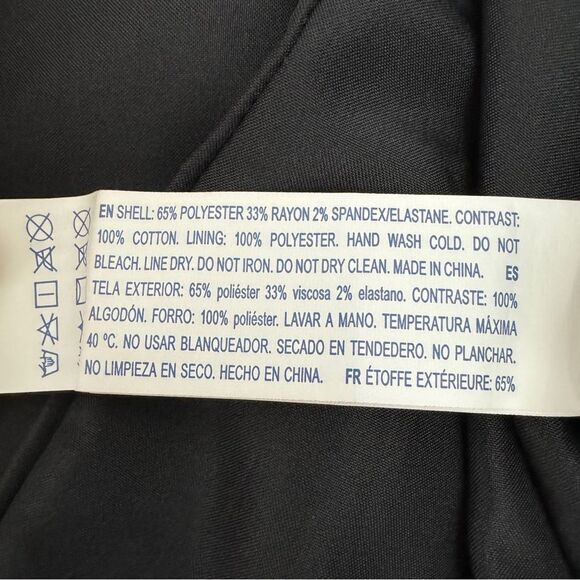 EN SHELL: 65% POLYESTER 33% RAYON 2% SPANDEX/ELASTANE. CONTRAST:
100% COTTON. LINING: 100% POLYESTER. HAND WASH COLD. DO NOT
BLEACH. LINE DRY. DO NOT IRON. DO NOT DRY CLEAN. MADE IN CHINA. ES
TELA EXTERIOR: 65% poliéster 33% viscosa 2% elastano. CONTRASTE: 100%
ALGODÓN. FORRO: 100% poliéster. LAVAR A MANO. TEMPERATURA MÁXIMA
40 ºC. NO USAR BLANQUEADOR. SECADO EN TENDEDERO. NO PLANCHAR.
NO LIMPIEZA EN SECO. HECHO EN CHINA. FR ÉTOFFE EXTÉRIEURE: 65%